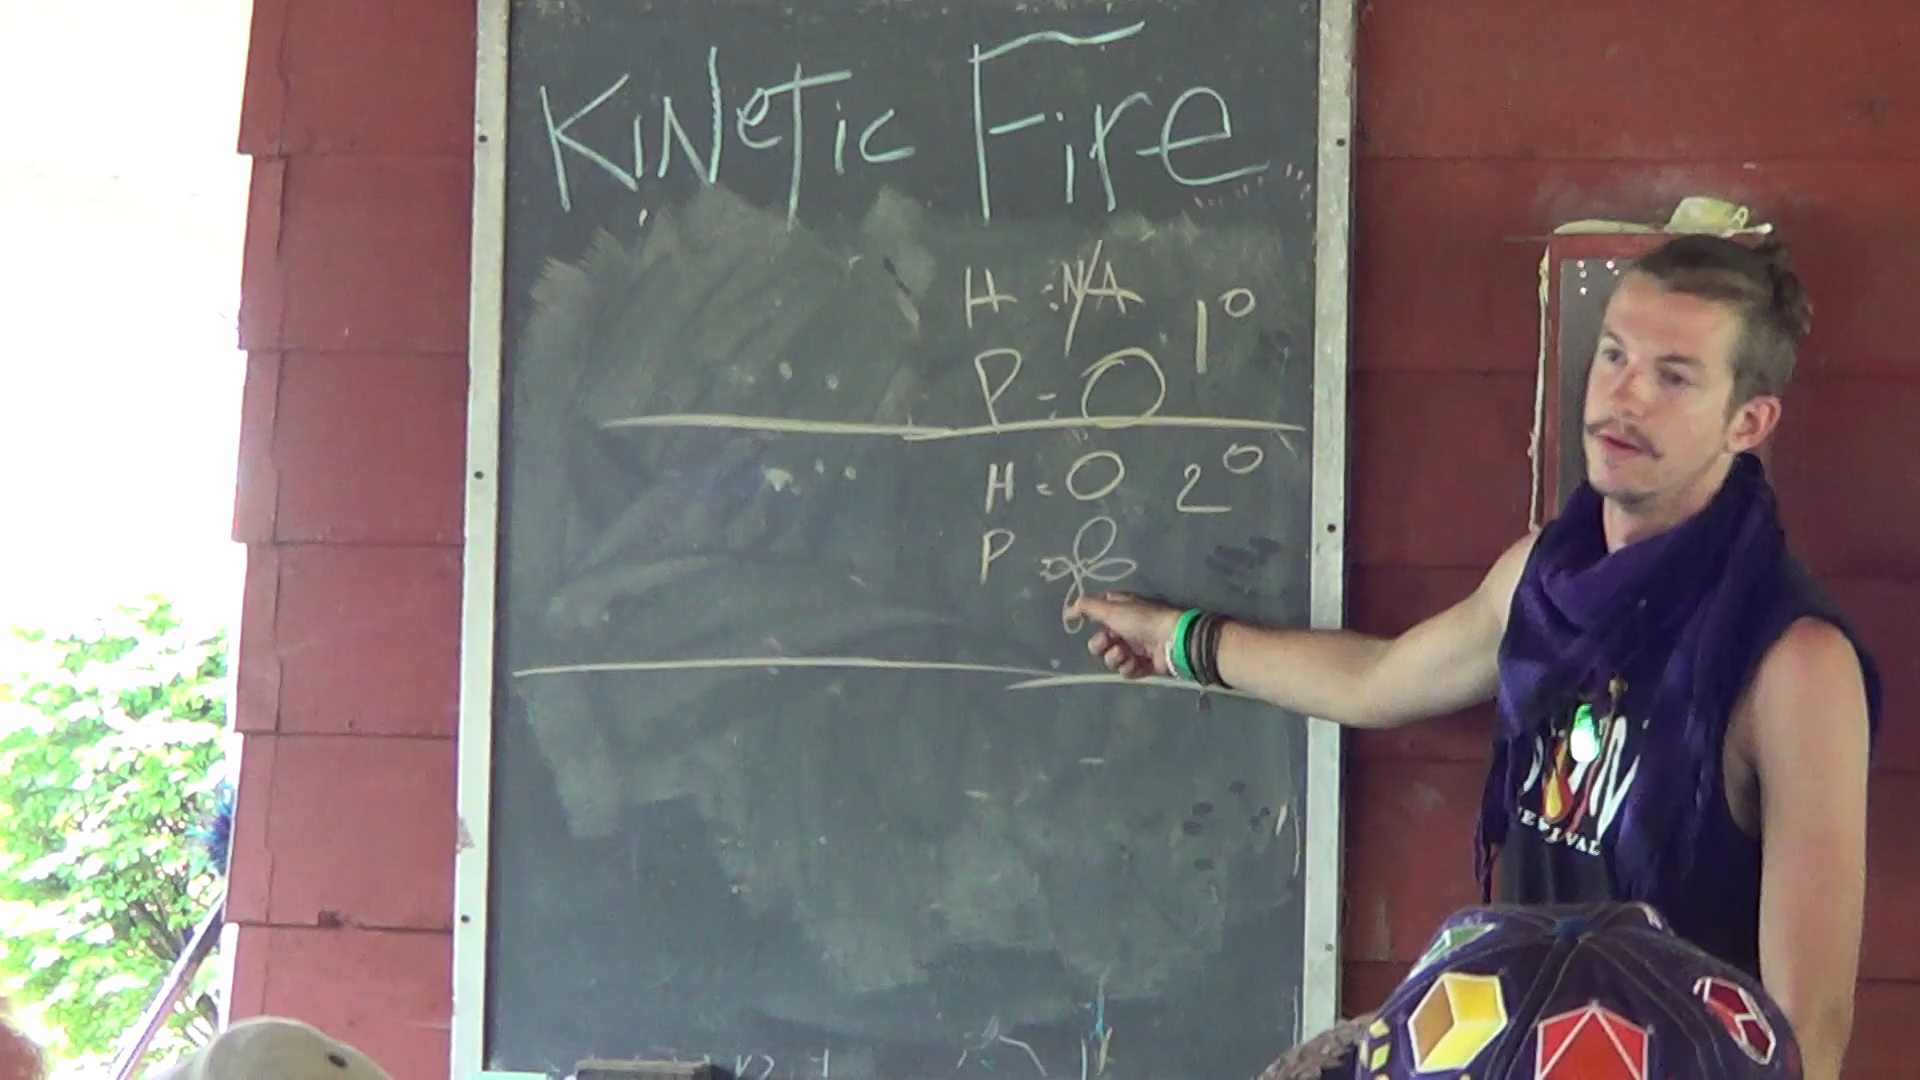 KiNeTic Fire
H : N/A 1°
P - O
H - O 2°
P